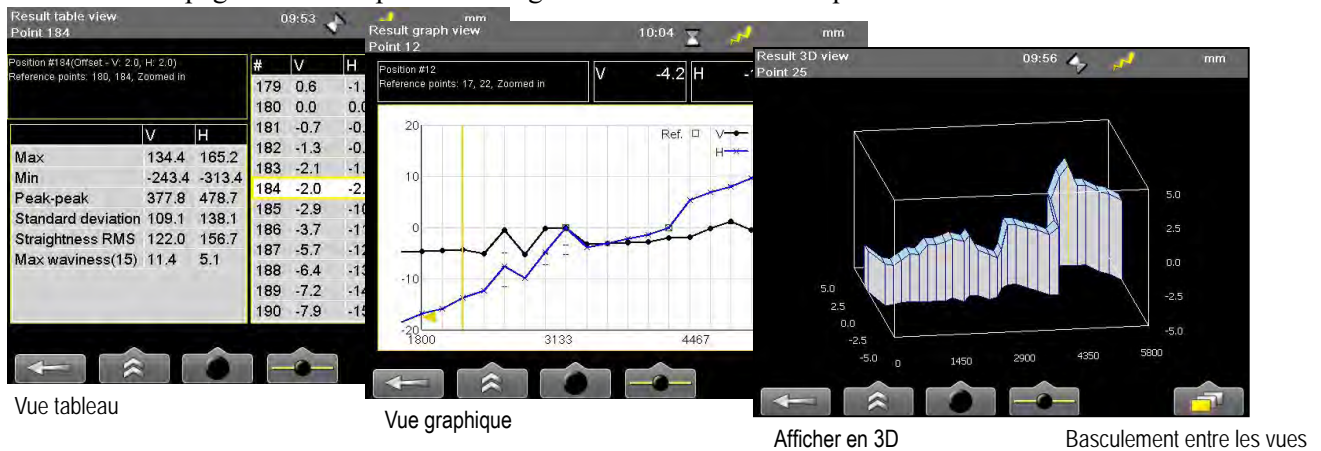 Result table view
Point 184
09:53
mm
Position #184(Offset - V: 2.0, H: 2.0)
Reference points: 180, 184, Zoomed in
V H
Max 134.4 165.2
Min -243.4 -313.4
Peak-peak 377.8 478.7
Standard deviation 109.1 138.1
Straightness RMS 122.0 156.7
Max waviness(15) 11.4 5.1
# V H
179 0.6
180 0.0
181 -0.7
182 -1.3
183 -2.1
184 -2.0
185 -2.9
186 -3.7
187 -5.7
188 -6.4
189 -7.2
190 -7.9
Vue tableau
Result graph view
Point 12
10:04
mm
Position #12
Reference points: 17, 22, Zoomed in
V -4.2 H
Ref. V
H
20
10
0
-10
-20
1800 3133 4467
Vue graphique
Result 3D view
Point 25
09:56
mm
5.0
2.5
0.0
-2.5
-5.0
5.0
2.5
0.0
-2.5
-5.0
0 1450 2900 4350 5800
Afficher en 3D
Basculement entre les vues